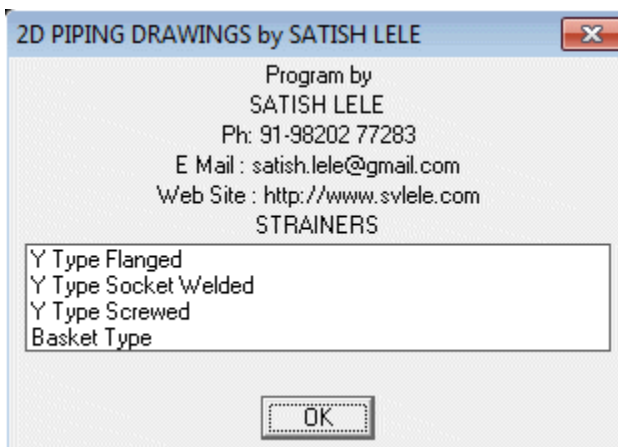 2D PIPING DRAWINGS by SATISH LELE
Program by
SATISH LELE
Ph: 91-98202 77283
E Mail : satish.lele@gmail.com
Web Site : http://www.svlele.com
STRAINERS
Y Type Flanged
Y Type Socket Welded
Y Type Screwed
Basket Type
OK